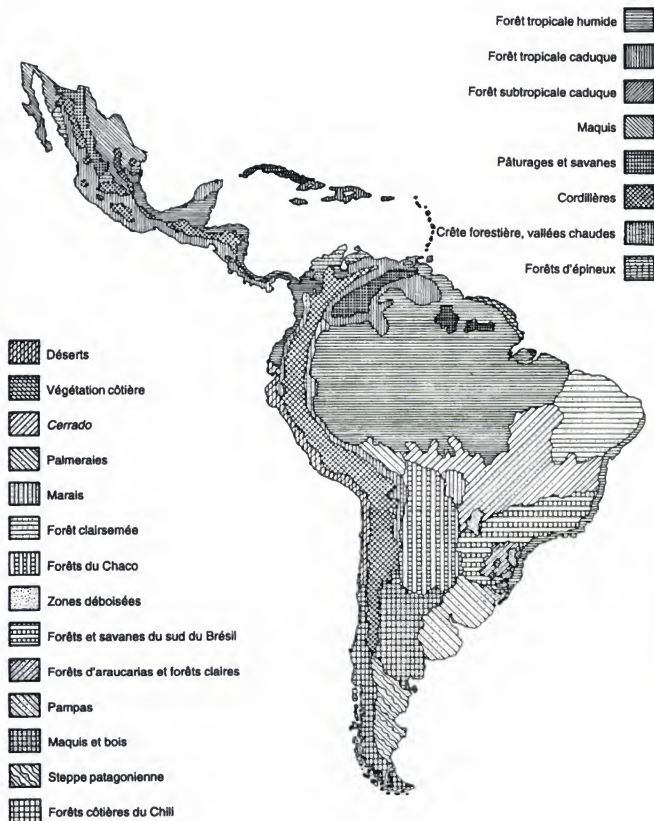 Forêt tropicale humide
Forêt tropicale caduque
Forêt subtropicale caduque
Maquis
Pâturages et savanes
Cordillères
Crête forestière, vallées chaudes
Forêts d'épineux
Déserts
Végétation côtière
Cerrado
Palmeraies
Marais
Forêt clairsemée
Forêts du Chaco
Zones déboisées
Forêts et savanes du sud du Brésil
Forêts d'araucarias et forêts claires
Pampas
Maquis et bois
Steppe patagonienne
Forêts côtières du Chili